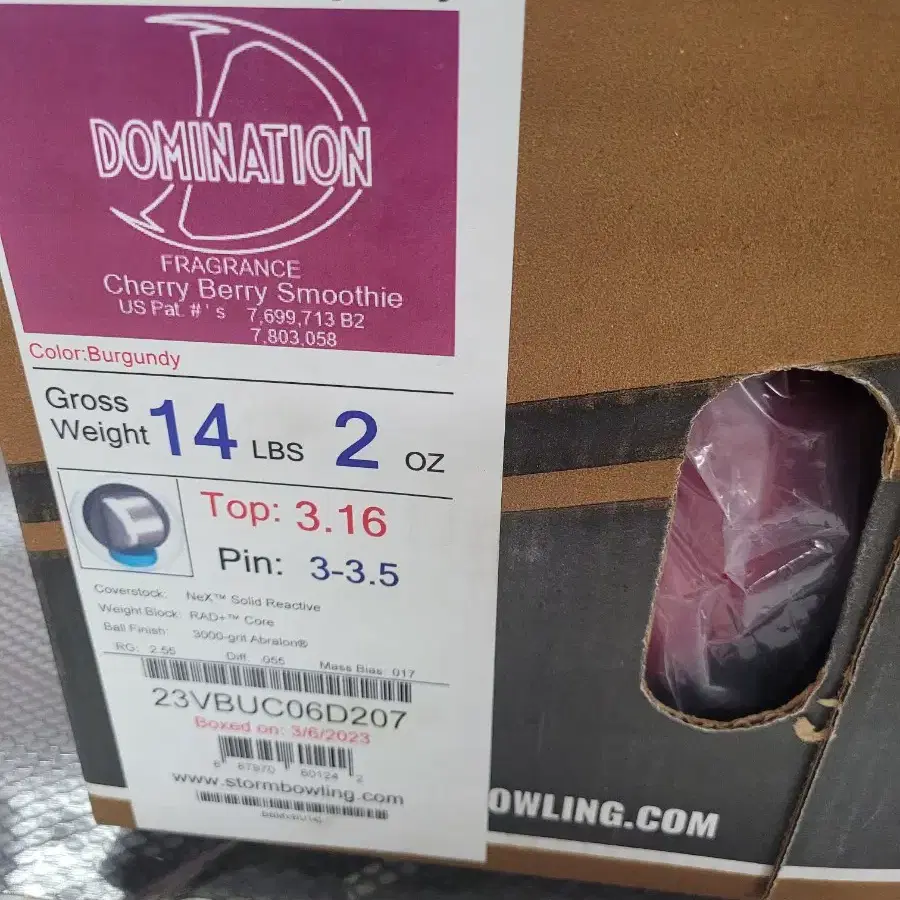 DOMINATION
FRAGRANCE
Cherry Berry Smoothie
US Pat. #'s 7,699,713 B2
7,803,058
Color:Burgundy
Gross Weight 14 LBS 2 OZ
Top: 3.16
Pin: 3-3.5
Coverstock: NeX™ Solid Reactive
Weight Block: RAD+™ Core
Ball Finish: 3000-grit Abralon®
RG: 2.55 Diff: .055 Mass Bias: .017
23VBUC06D207
Boxed on: 3/6/2023
www.stormbowling.com
OWLING.COM